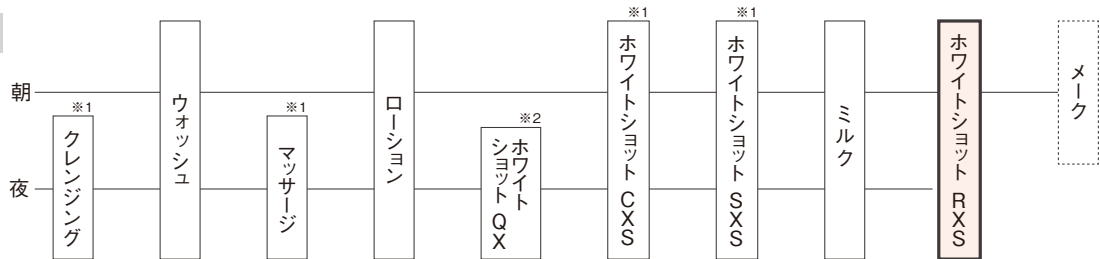 朝
夜
※1
クレンジング
ウォッシュ
※1
マッサージ
ローション
※2
ホワイト
ショット QX
※1
ホワイトショット CXS
※1
ホワイトショット SXS
ミルク
ホワイトショット RXS
メーク